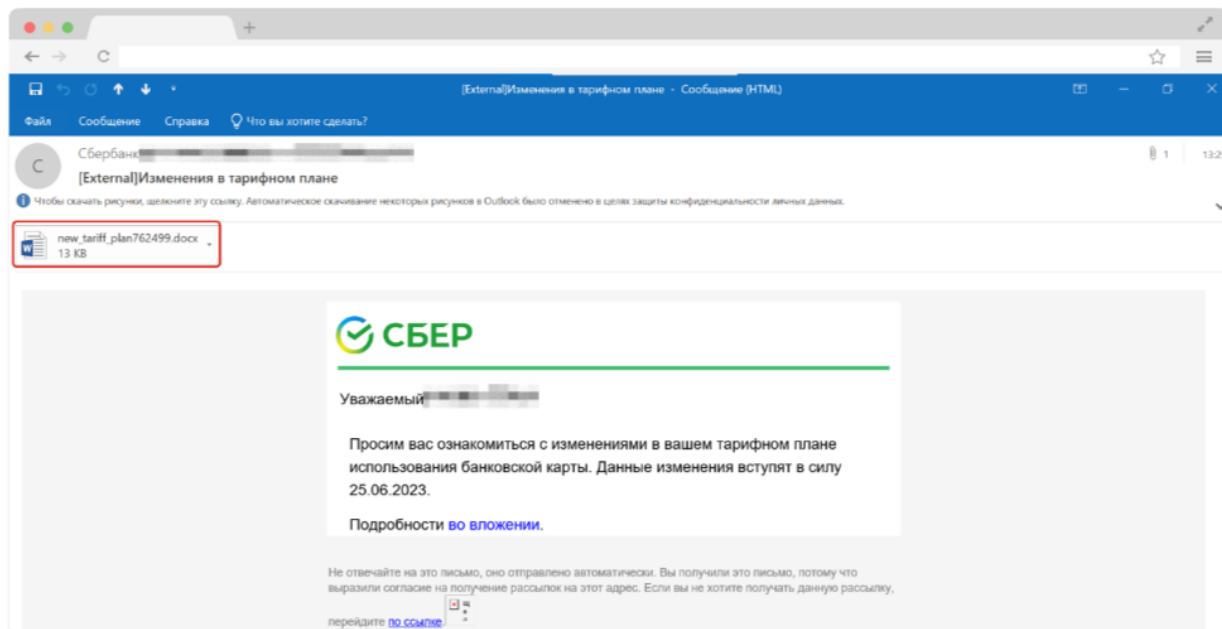 [External]Изменения в тарифном плане - Сообщение (HTML)
Файл Сообщение Справка Что вы хотите сделать?
С
Сбербанк
1 13:2
[External]Изменения в тарифном плане
Чтобы скачать рисунки, щелкните эту ссылку. Автоматическое скачивание некоторых рисунков в Outlook было отменено в целях защиты конфиденциальности личных данных.
new_tariff_plan762499.docx
13 KB
СБЕР
Уважаемый
Просим вас ознакомиться с изменениями в вашем тарифном плане
использования банковской карты. Данные изменения вступят в силу
25.06.2023.
Подробности во вложении.
Не отвечайте на это письмо, оно отправлено автоматически. Вы получили это письмо, потому что
выразили согласие на получение рассылок на этот адрес. Если вы не хотите получать данную рассылку,
перейдите по ссылке